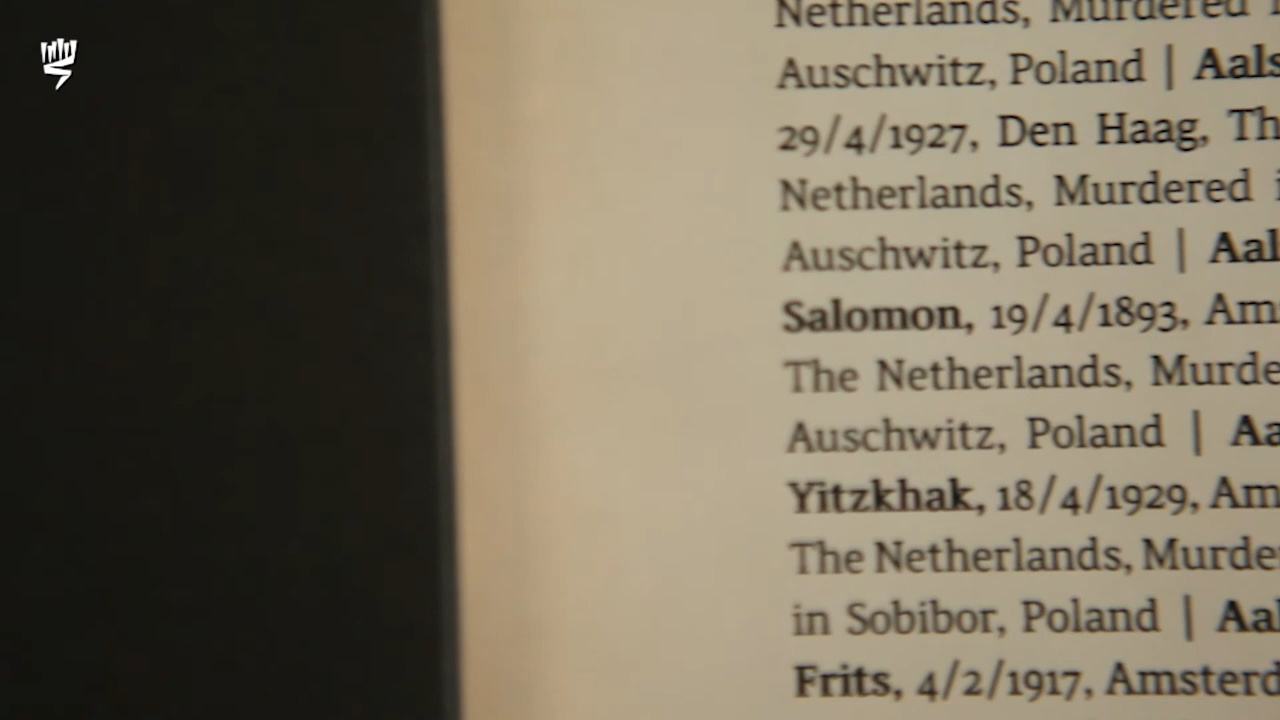 Netherlands, Murdered
Auschwitz, Poland | Aals
29/4/1927, Den Haag, Th
Netherlands, Murdered i
Auschwitz, Poland | Aal
Salomon, 19/4/1893, Am
The Netherlands, Murde
Auschwitz, Poland | Aa
Yitzkhak, 18/4/1929, Am
The Netherlands, Murde
in Sobibor, Poland | Aal
Frits, 4/2/1917, Amsterd